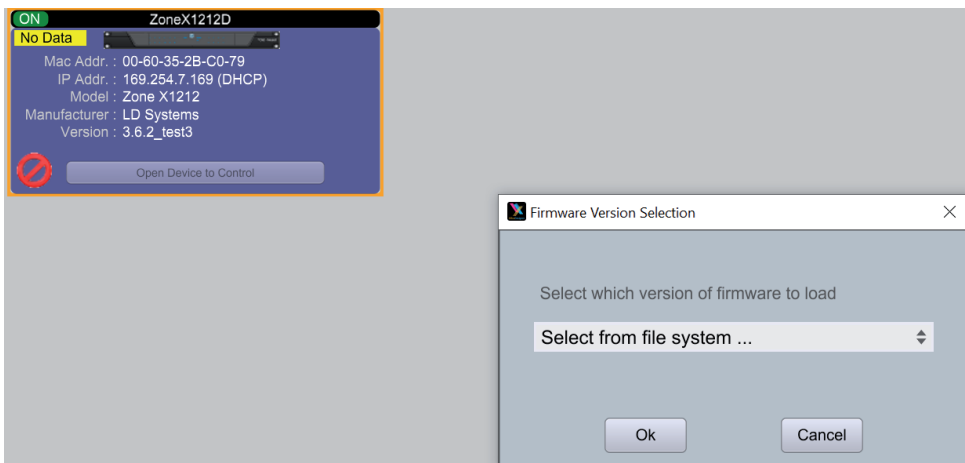 ON ZoneX1212D
No Data
Mac Addr. : 00-60-35-2B-C0-79
IP Addr. : 169.254.7.169 (DHCP)
Model : Zone X1212
Manufacturer : LD Systems
Version : 3.6.2_test3
Open Device to Control
Firmware Version Selection
Select which version of firmware to load
Select from file system ...
Ok Cancel